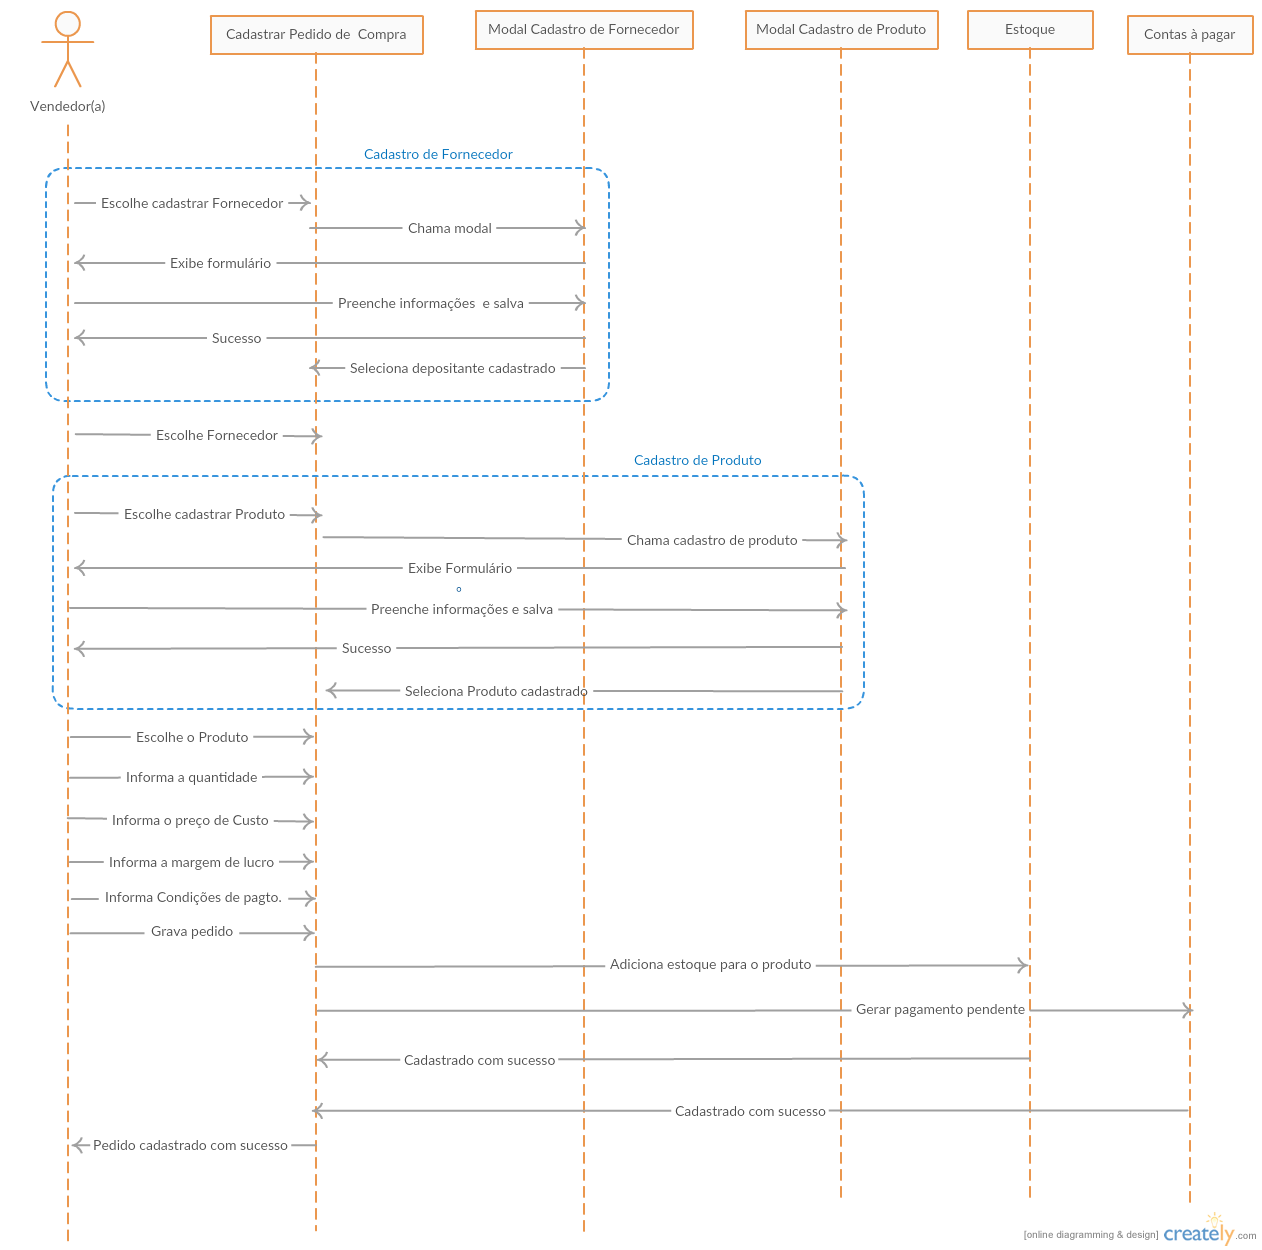 Cadastrar Pedido de Compra
Modal Cadastro de Fornecedor
Modal Cadastro de Produto
Estoque
Contas à pagar
Vendedor(a)
Cadastro de Fornecedor
Escolhe cadastrar Fornecedor
Chama modal
Exibe formulário
Preenche informações e salva
Sucesso
Seleciona depositante cadastrado
Escolhe Fornecedor
Cadastro de Produto
Escolhe cadastrar Produto
Chama cadastro de produto
Exibe Formulário
o
Preenche informações e salva
Sucesso
Seleciona Produto cadastrado
Escolhe o Produto
Informa a quantidade
Informa o preço de Custo
Informa a margem de lucro
Informa Condições de pagto.
Grava pedido
Adiciona estoque para o produto
Gerar pagamento pendente
Cadastrado com sucesso
Cadastrado com sucesso
Pedido cadastrado com sucesso
[online diagramming & design] creately.com